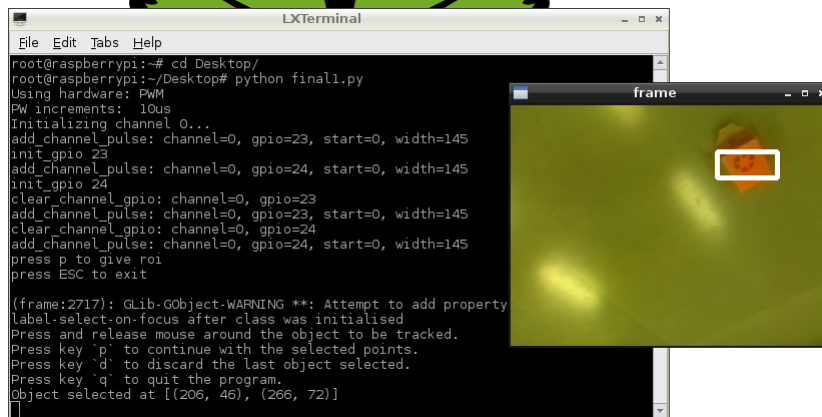 LXTerminal
File Edit Tabs Help
root@raspberrypi:~# cd Desktop/
root@raspberrypi:~/Desktop# python final1.py
Using hardware: PWM
PW increments: 10us
Initializing channel 0...
add_channel_pulse: channel=0, gpio=23, start=0, width=145
init_gpio 23
add_channel_pulse: channel=0, gpio=24, start=0, width=145
init_gpio 24
clear_channel_gpio: channel=0, gpio=23
add_channel_pulse: channel=0, gpio=23, start=0, width=145
clear_channel_gpio: channel=0, gpio=24
add_channel_pulse: channel=0, gpio=24, start=0, width=145
press p to give roi
press ESC to exit
(frame:2717): GLib-GObject-WARNING **: Attempt to add property
label-select-on-focus after class was initialised
Press and release mouse around the object to be tracked.
Press key `p` to continue with the selected points.
Press key `d` to discard the last object selected.
Press key `q` to quit the program.
Object selected at [(206, 46), (266, 72)]
frame